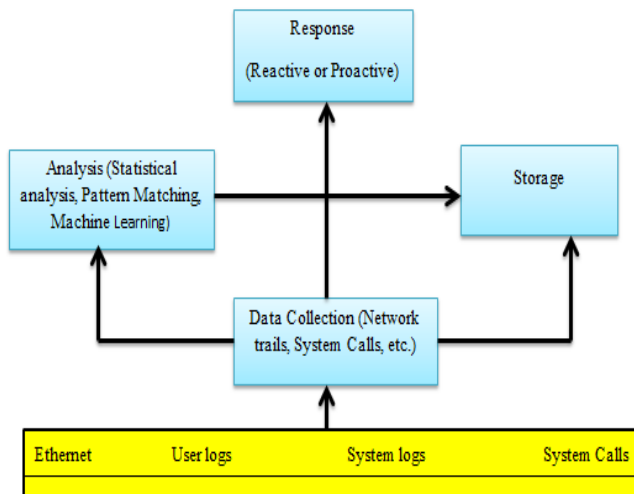 Response
(Reactive or Proactive)
Analysis (Statistical
analysis, Pattern Matching,
Machine Learning)
Storage
Data Collection (Network
trails, System Calls, etc.)
Ethernet User logs System logs System Calls